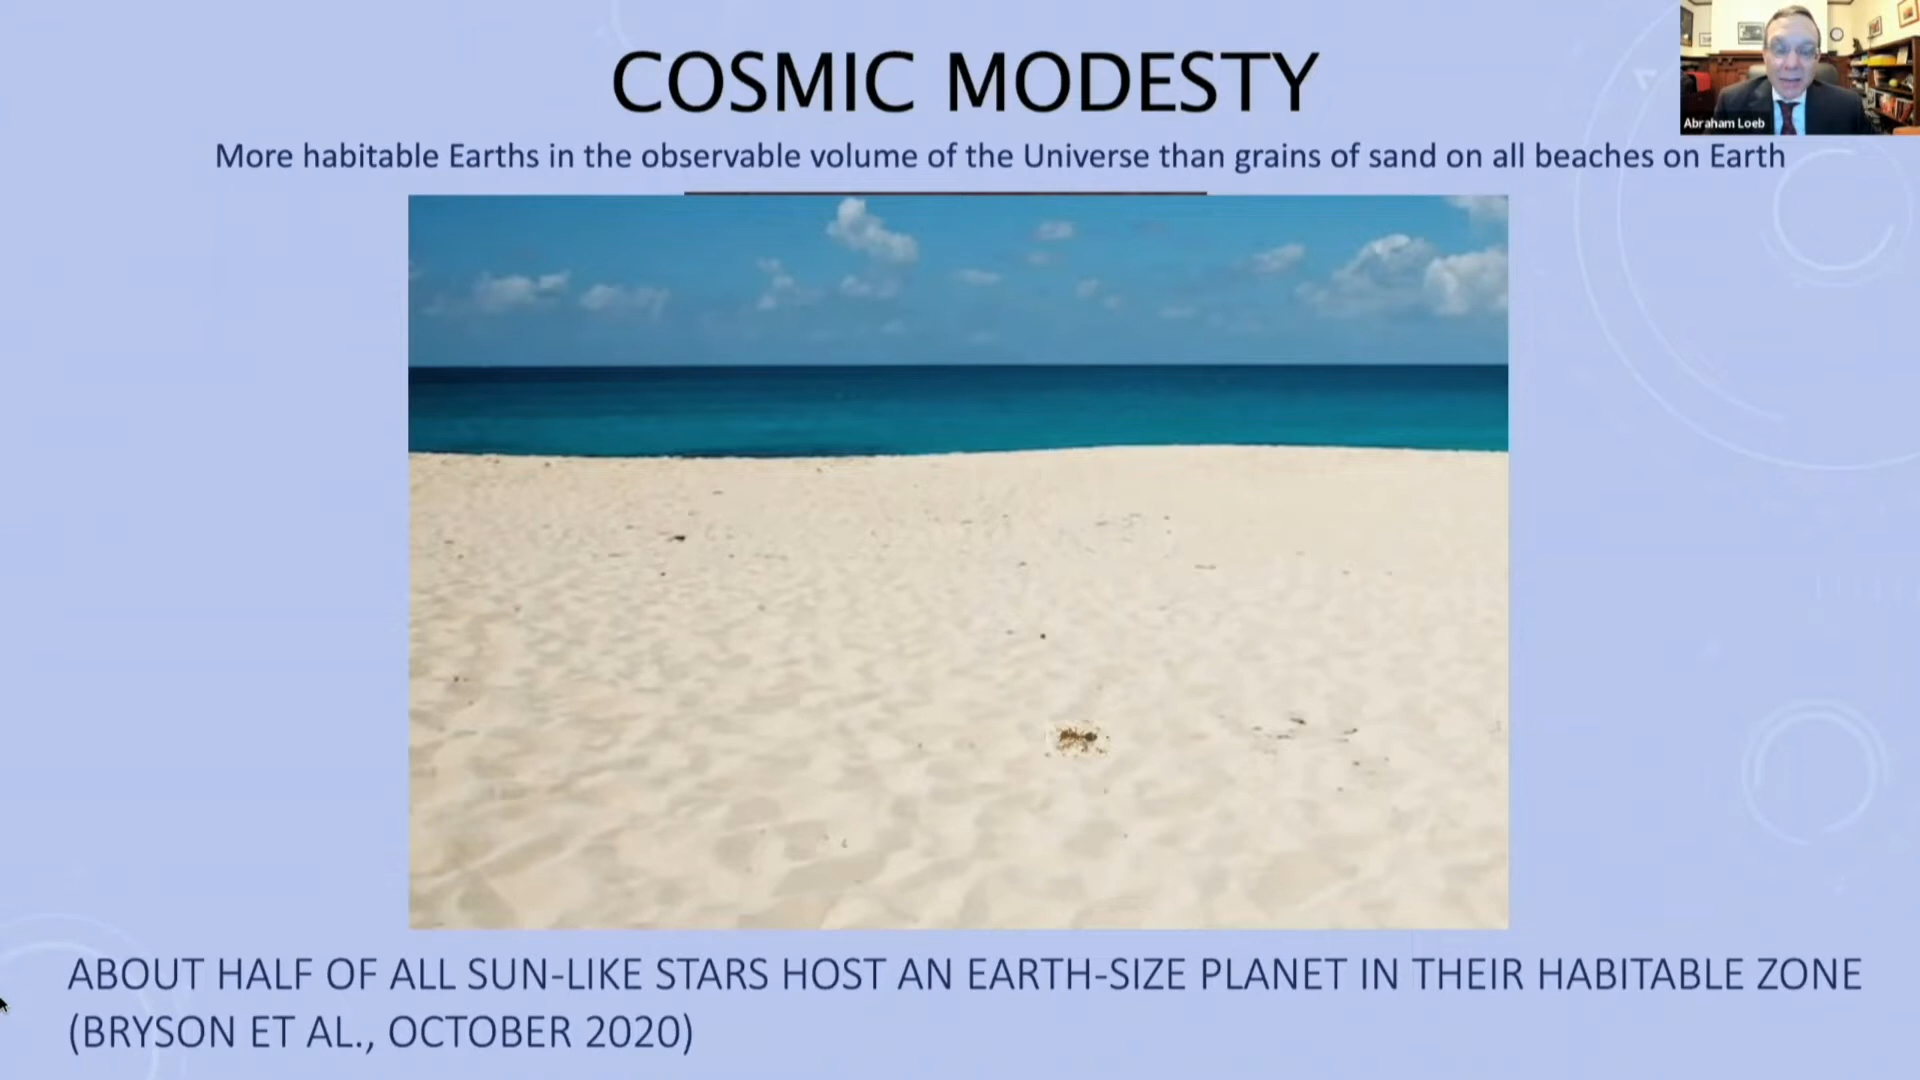 COSMIC MODESTY
Abraham Loeb
More habitable Earths in the observable volume of the Universe than grains of sand on all beaches on Earth
ABOUT HALF OF ALL SUN-LIKE STARS HOST AN EARTH-SIZE PLANET IN THEIR HABITABLE ZONE
(BRYSON ET AL., OCTOBER 2020)